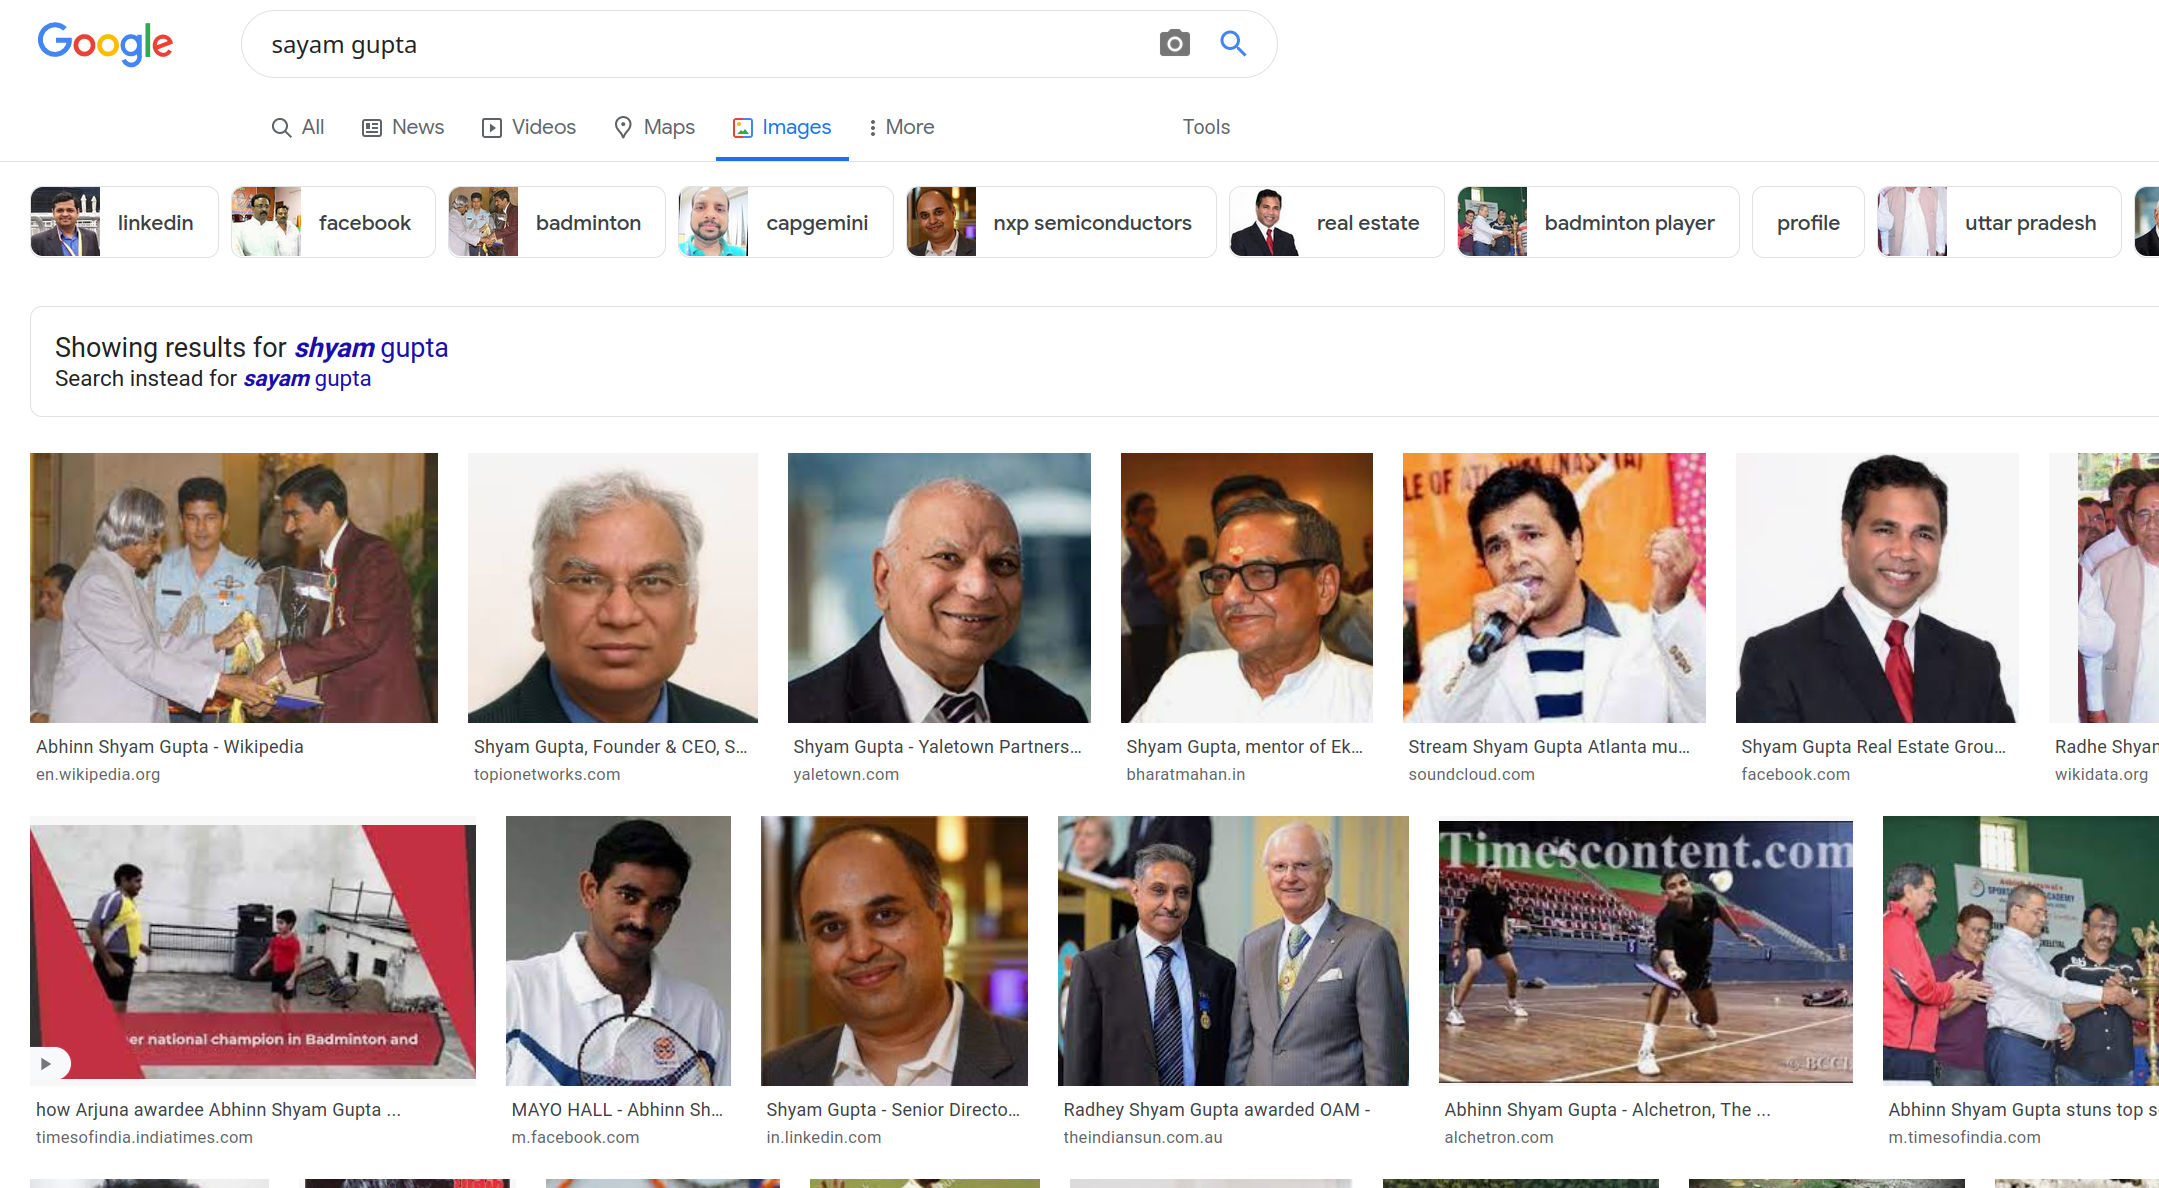 Google
sayam gupta
All
News
Videos
Maps
Images
More
Tools
linkedin
facebook
badminton
capgemini
nxp semiconductors
real estate
badminton player
profile
uttar pradesh
Showing results for shyam gupta
Search instead for sayam gupta
LE OF ATLANTA
Abhinn Shyam Gupta - Wikipedia
en.wikipedia.org
Shyam Gupta, Founder & CEO, S...
topionetworks.com
Shyam Gupta - Yaletown Partners...
yaletown.com
Shyam Gupta, mentor of Ek...
bharatmahan.in
Stream Shyam Gupta Atlanta mu...
soundcloud.com
Shyam Gupta Real Estate Grou...
facebook.com
Radhe Shyam
wikidata.org
er national champion in Badminton and
Timescontent.com
© BCCL
how Arjuna awardee Abhinn Shyam Gupta ...
timesofindia.indiatimes.com
MAYO HALL - Abhinn Sh...
m.facebook.com
Shyam Gupta - Senior Directo...
in.linkedin.com
Radhey Shyam Gupta awarded OAM -
theindiansun.com.au
Abhinn Shyam Gupta - Alchetron, The ...
alchetron.com
Abhinn Shyam Gupta stuns top s
m.timesofindia.com